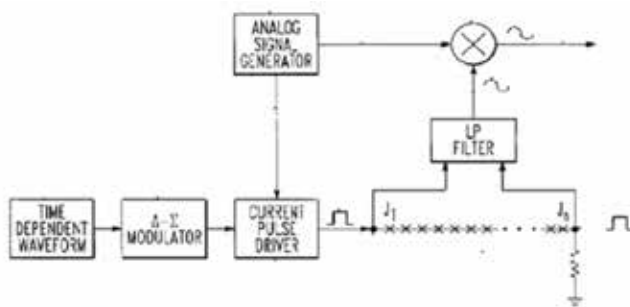 ANALOG
SIGNAL
GENERATOR
LP
FILTER
TIME
DEPENDENT
WAVEFORM
Δ-Σ
MODULATOR
CURRENT
PULSE
DRIVER
J1
Jn